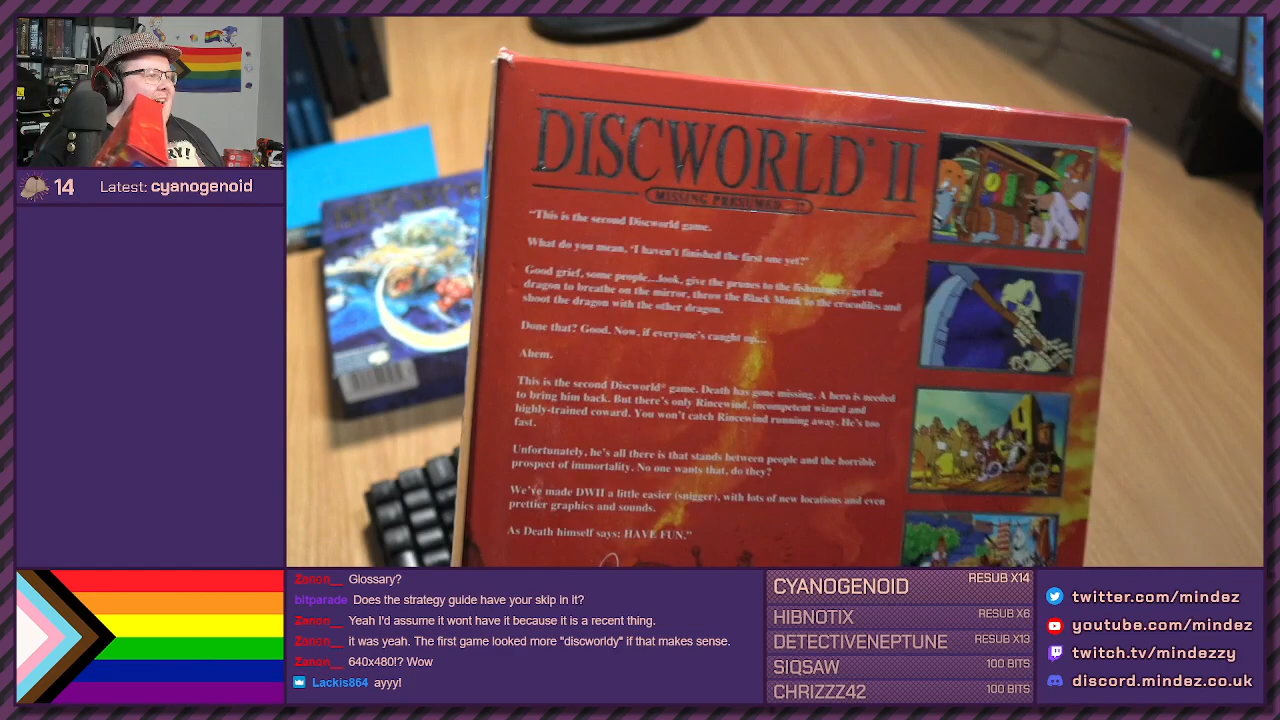 RY!
14
Latest: cyanogenoid
DISCWORLD® II
MISSING PRESUMED...!?
"This is the second Discworld game.
What do you mean, 'I haven't finished the first one yet?'
Good grief, some people...look, give the prunes to the fishmonger, get the
dragon to breathe on the mirror, throw the Black Monk to the crocodiles and
shoot the dragon with the other dragon.
Done that? Good. Now, if everyone's caught up...
Ahem.
This is the second Discworld® game. Death has gone missing. A hero is needed
to bring him back. But there's only Rincewind, incompetent wizard and
highly-trained coward. You won't catch Rincewind running away. He's too
fast.
Unfortunately, he's all there is that stands between people and the horrible
prospect of immortality. No one wants that, do they?
We've made DWII a little easier (snigger), with lots of new locations and even
prettier graphics and sounds.
As Death himself says: HAVE FUN."
Zanon__ Glossary?
bitparade Does the strategy guide have your skip in it?
Zanon__ Yeah I'd assume it wont have it because it is a recent thing.
Zanon__ it was yeah. The first game looked more "discworldy" if that makes sense.
Zanon__ 640x480!? Wow
Lackis864 ayyy!
CYANOGENOID RESUB X14
HIBNOTIX RESUB X6
DETECTIVENEPTUNE RESUB X13
SIQSAW 100 BITS
CHRIZZZ42 100 BITS
twitter.com/mindez
youtube.com/mindez
twitch.tv/mindezzy
discord.mindez.co.uk